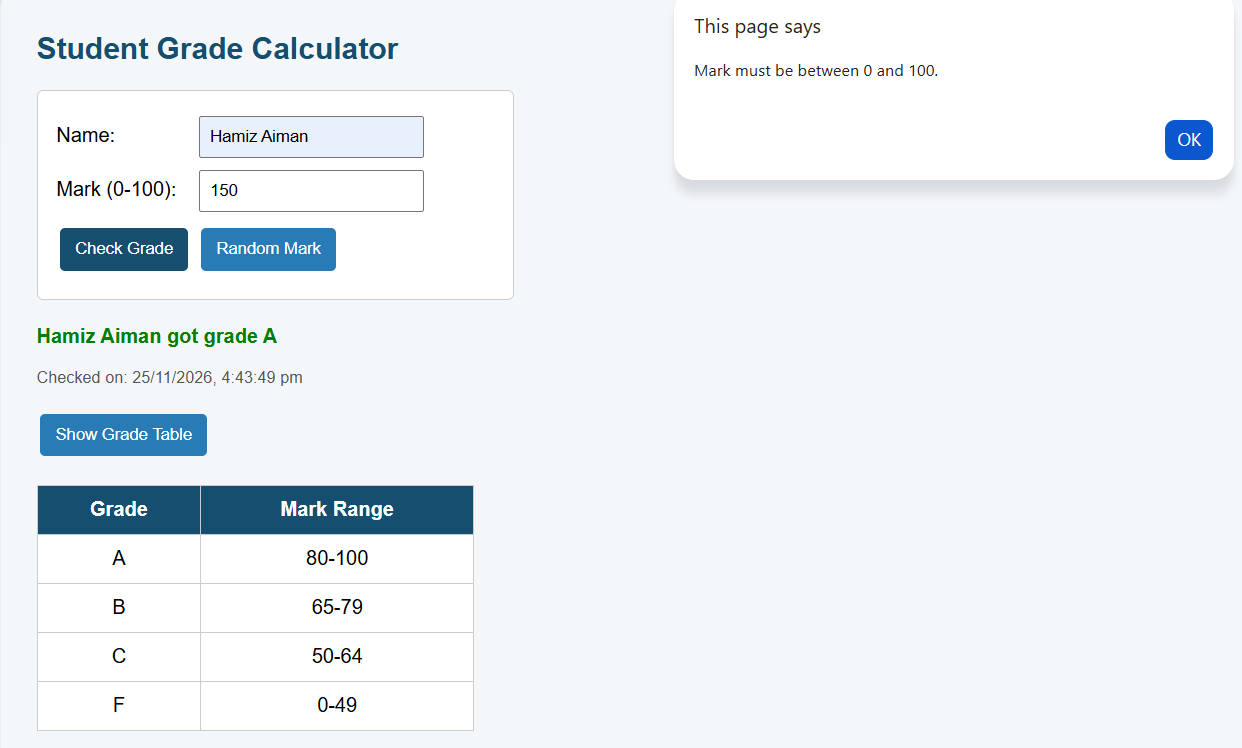 Student Grade Calculator
Name: Hamiz Aiman
Mark (0-100): 150
Check Grade Random Mark
Hamiz Aiman got grade A
Checked on: 25/11/2026, 4:43:49 pm
Show Grade Table
Grade Mark Range
A 80-100
B 65-79
C 50-64
F 0-49
This page says
Mark must be between 0 and 100.
OK